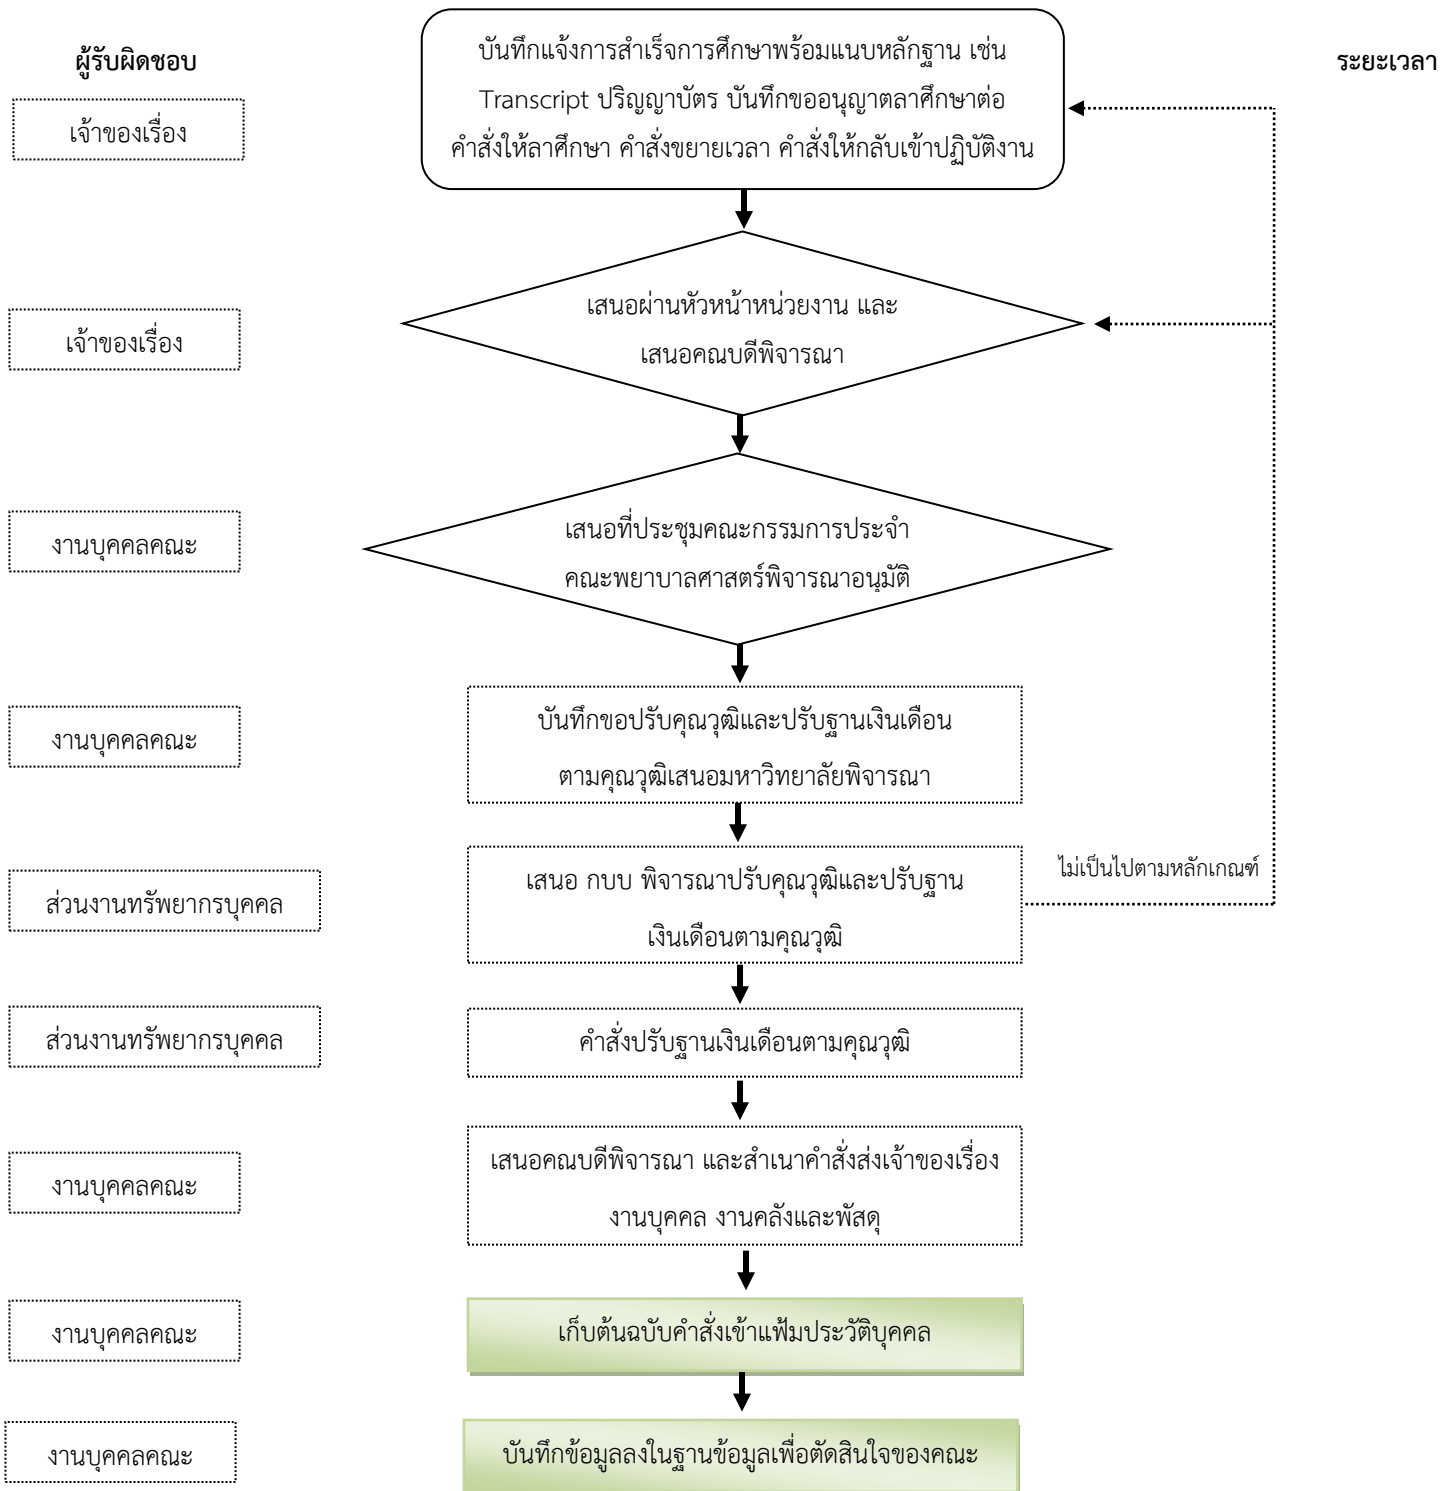 ผู้รับผิดชอบ
ระยะเวลา
บันทึกแจ้งการสำเร็จการศึกษาพร้อมแนบหลักฐาน เช่น
Transcript ปริญญาบัตร บันทึกขออนุญาตลาศึกษาต่อ
คำสั่งให้ลาศึกษา คำสั่งขยายเวลา คำสั่งให้กลับเข้าปฏิบัติงาน
เจ้าของเรื่อง
เสนอผ่านหัวหน้าหน่วยงาน และ
เสนอคณบดีพิจารณา
เจ้าของเรื่อง
เสนอที่ประชุมคณะกรรมการประจำ
คณะพยาบาลศาสตร์พิจารณาอนุมัติ
งานบุคคลคณะ
บันทึกขอปรับคุณวุฒิและปรับฐานเงินเดือน
ตามคุณวุฒิเสนอมหาวิทยาลัยพิจารณา
งานบุคคลคณะ
เสนอ กบบ พิจารณาปรับคุณวุฒิและปรับฐาน
เงินเดือนตามคุณวุฒิ
ไม่เป็นไปตามหลักเกณฑ์
ส่วนงานทรัพยากรบุคคล
คำสั่งปรับฐานเงินเดือนตามคุณวุฒิ
ส่วนงานทรัพยากรบุคคล
เสนอคณบดีพิจารณา และสำเนาคำสั่งส่งเจ้าของเรื่อง
งานบุคคล งานคลังและพัสดุ
งานบุคคลคณะ
เก็บต้นฉบับคำสั่งเข้าแฟ้มประวัติบุคคล
งานบุคคลคณะ
บันทึกข้อมูลลงในฐานข้อมูลเพื่อตัดสินใจของคณะ
งานบุคคลคณะ